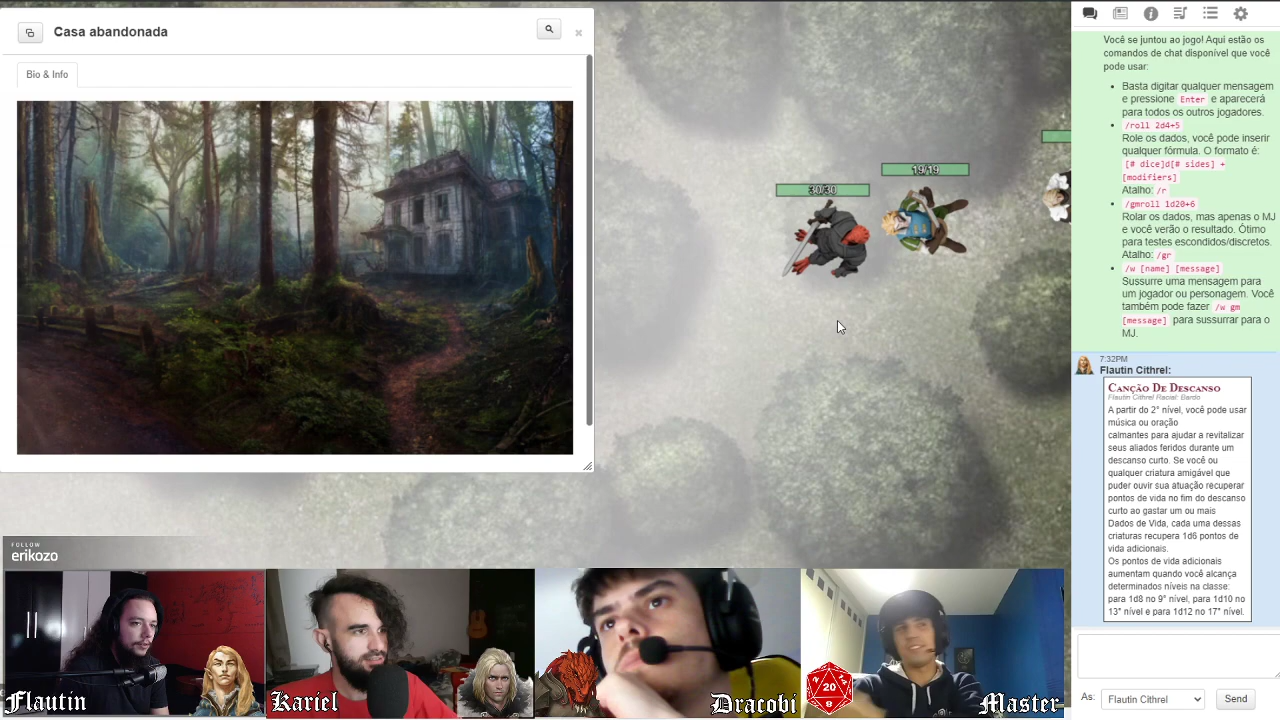 Casa abandonada
Bio & Info
30/30
19/19
FOLLOW
erikozo
Flautin
Kariel
Dracobi
20
Master
Você se juntou ao jogo! Aqui estão os
comandos de chat disponível que você
pode usar:
Basta digitar qualquer mensagem
e pressione Enter e aparecerá
para todos os outros jogadores.
/roll 2d4+5
Role os dados, você pode inserir
qualquer fórmula. O formato é:
[# dice]d[# sides] +
[modifiers]
Atalho: /r
/gmroll 1d20+6
Rolar os dados, mas apenas o MJ
e você verão o resultado. Ótimo
para testes escondidos/discretos.
Atalho: /gr
/w [name] [message]
Sussurre uma mensagem para
um jogador ou personagem. Você
também pode fazer /w gm
[message] para sussurrar para o
MJ.
7:32PM
Flautin Cithrel:
Canção De Descanso
Flautin Cithrel Racial: Bardo
A partir do 2° nível, você pode usar
música ou oração
calmantes para ajudar a revitalizar
seus aliados feridos durante um
descanso curto. Se você ou
qualquer criatura amigável que
puder ouvir sua atuação recuperar
pontos de vida no fim do descanso
curto ao gastar um ou mais
Dados de Vida, cada uma dessas
criaturas recupera 1d6 pontos de
vida adicionais.
Os pontos de vida adicionais
aumentam quando você alcança
determinados níveis na classe:
para 1d8 no 9° nível, para 1d10 no
13° nível e para 1d12 no 17° nível.
As: Flautin Cithrel
Send